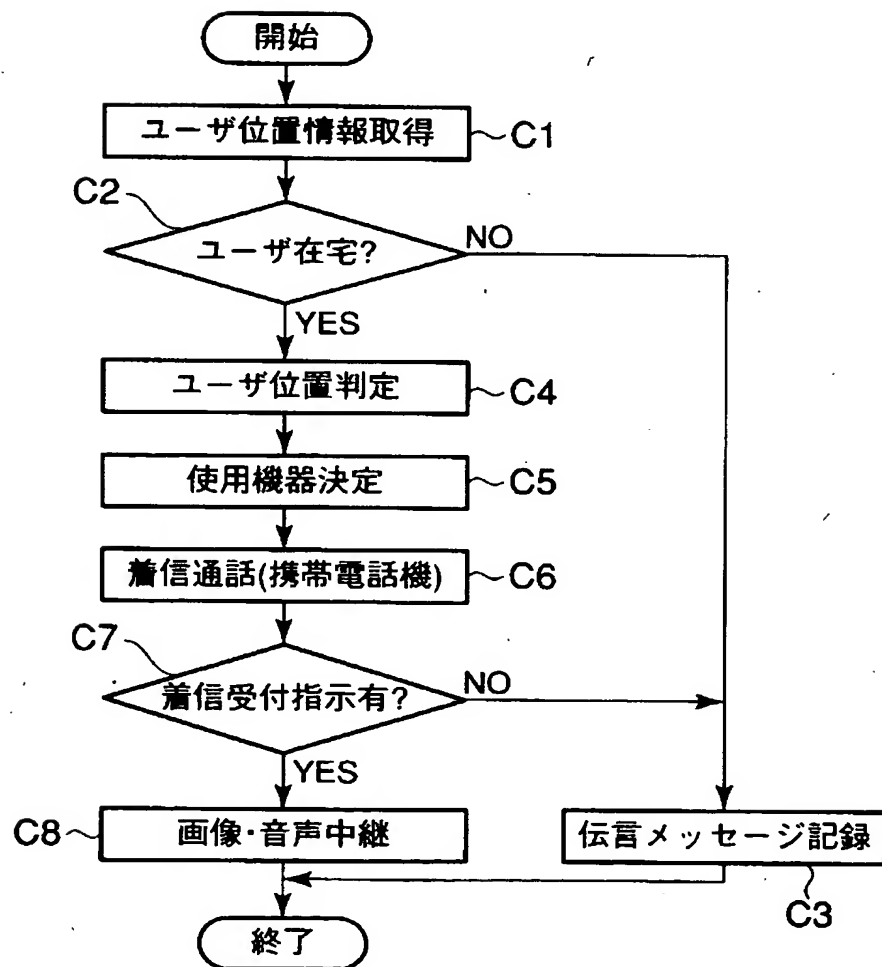 開始
ユーザ位置情報取得 C1
C2
ユーザ在宅? NO
YES
ユーザ位置判定 C4
使用機器決定 C5
着信通話(携帯電話機) C6
C7
着信受付指示有? NO
YES
C8 画像・音声中継
伝言メッセージ記録
C3
終了